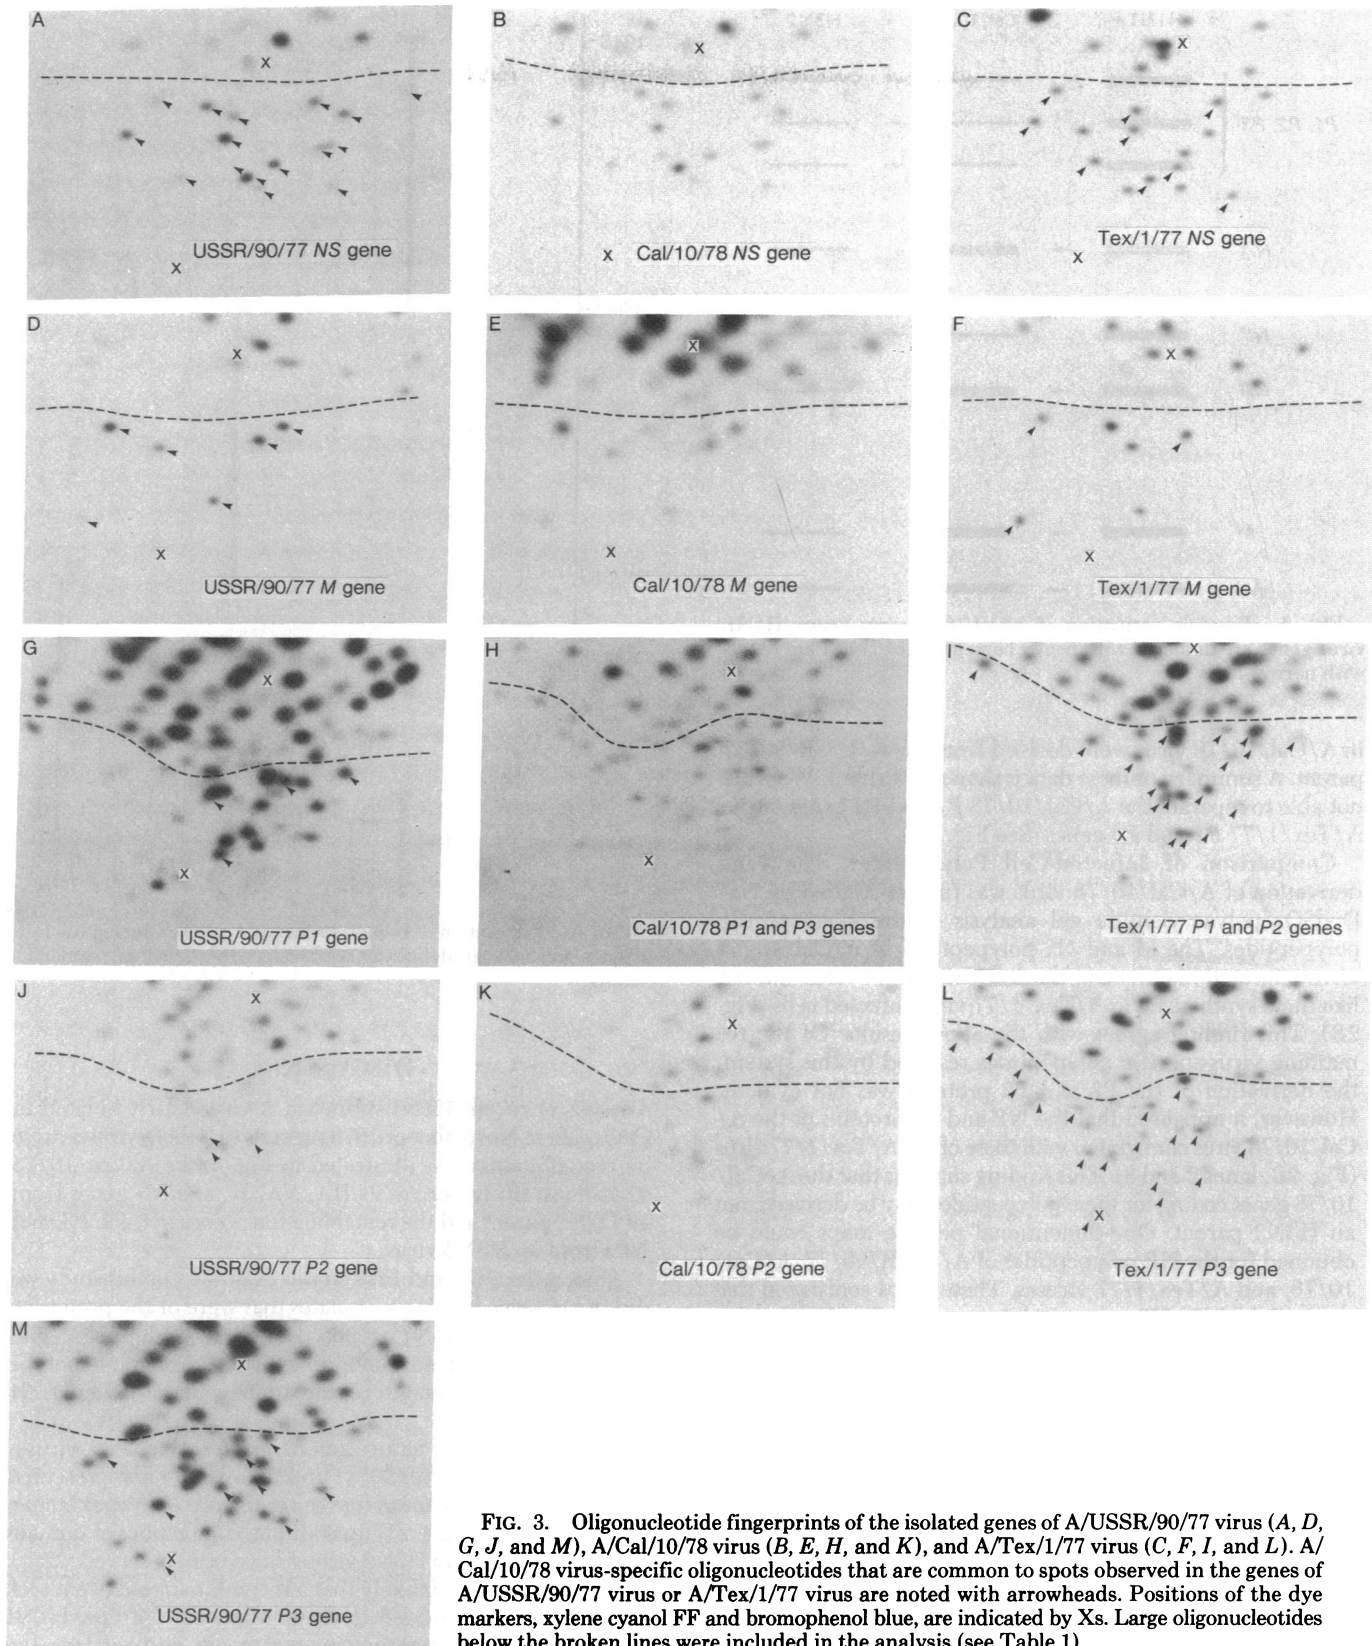 A
B
C
X
X
X
USSR/90/77 NS gene
X
X Cal/10/78 NS gene
Tex/1/77 NS gene
X
D
E
F
X
X
X
X
X
X
USSR/90/77 M gene
Cal/10/78 M gene
Tex/1/77 M gene
G
H
I
X
X
X
X
X
X
USSR/90/77 P1 gene
Cal/10/78 P1 and P3 genes
Tex/1/77 P1 and P2 genes
J
K
L
X
X
X
X
X
X
USSR/90/77 P2 gene
Cal/10/78 P2 gene
Tex/1/77 P3 gene
M
X
X
USSR/90/77 P3 gene
FIG. 3. Oligonucleotide fingerprints of the isolated genes of A/USSR/90/77 virus (A, D,
G, J, and M), A/Cal/10/78 virus (B, E, H, and K), and A/Tex/1/77 virus (C, F, I, and L). A/
Cal/10/78 virus-specific oligonucleotides that are common to spots observed in the genes of
A/USSR/90/77 virus or A/Tex/1/77 virus are noted with arrowheads. Positions of the dye
markers, xylene cyanol FF and bromophenol blue, are indicated by Xs. Large oligonucleotides
below the broken lines were included in the analysis (see Table 1).